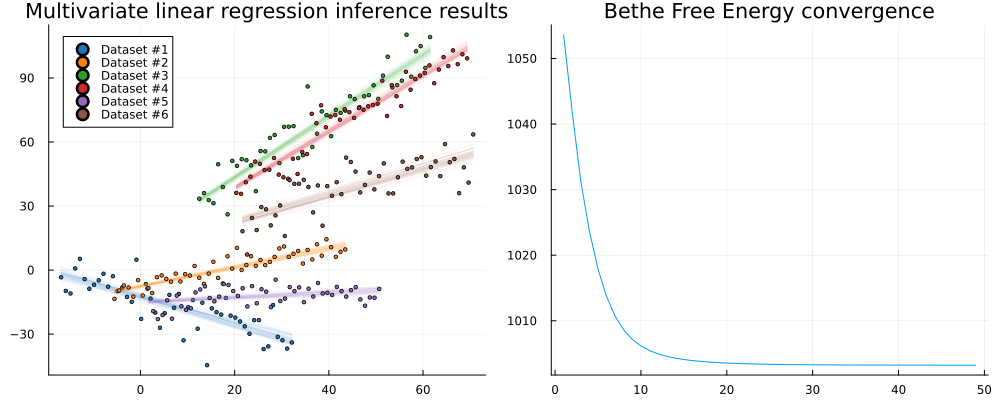 Multivariate linear regression inference results
Dataset #1
Dataset #2
Dataset #3
Dataset #4
Dataset #5
Dataset #6
90
60
30
0
−30
0 20 40 60
Bethe Free Energy convergence
1050
1040
1030
1020
1010
0 10 20 30 40 50